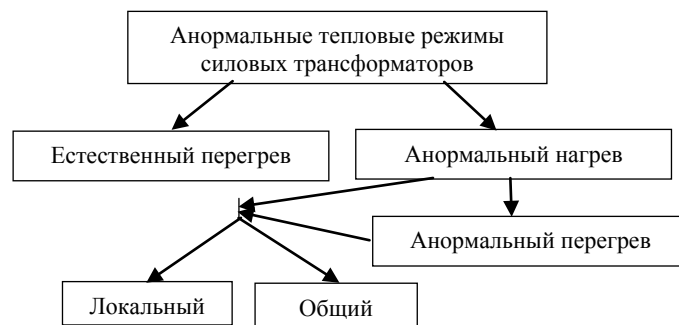 Анормальные тепловые режимы
силовых трансформаторов
Естественный перегрев
Анормальный нагрев
Анормальный перегрев
Локальный
Общий